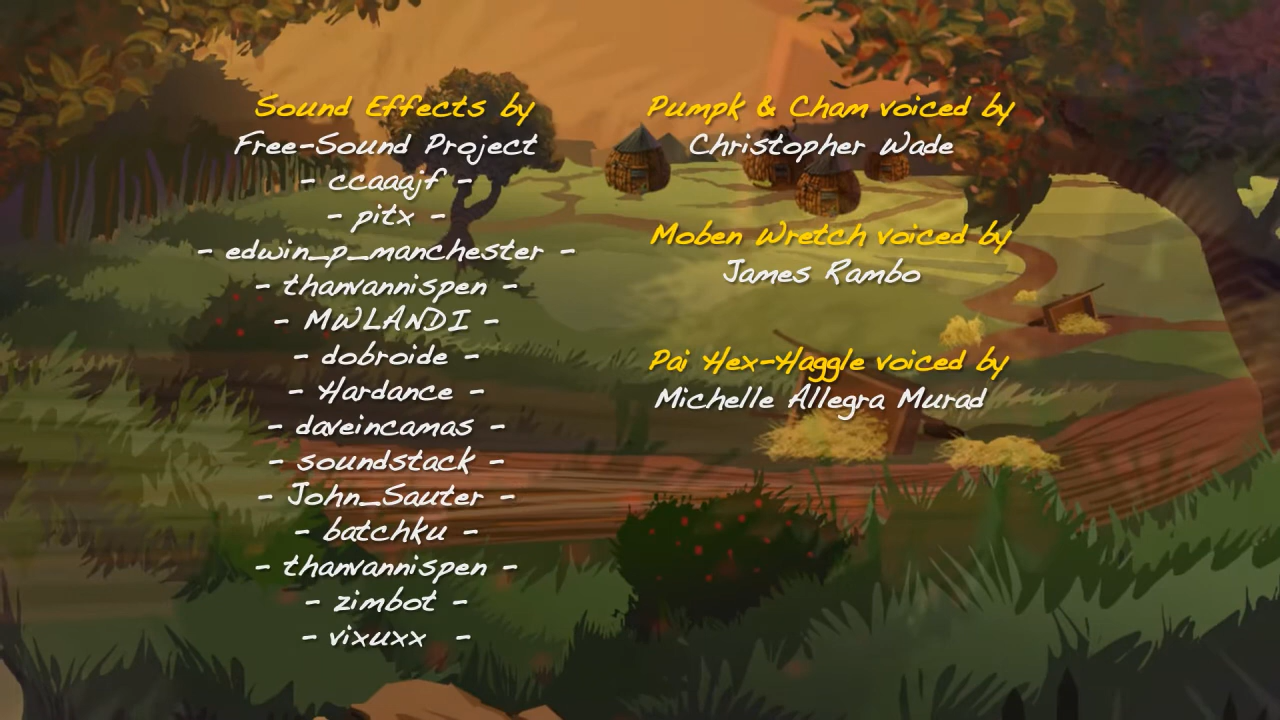 Sound Effects by
Free-Sound Project
- ccaaajf -
- pitx -
- edwin_p_manchester -
- thanvannispen -
- MWLANDI -
- dobroide -
- Hardance -
- daveincamas -
- soundstack -
- John_Sauter -
- batchku -
- thanvannispen -
- zimbot -
- vixuxx -
Pumpk & Cham voiced by
Christopher Wade
Moben Wretch voiced by
James Rambo
Pai Hex-Haggle voiced by
Michelle Allegra Murad